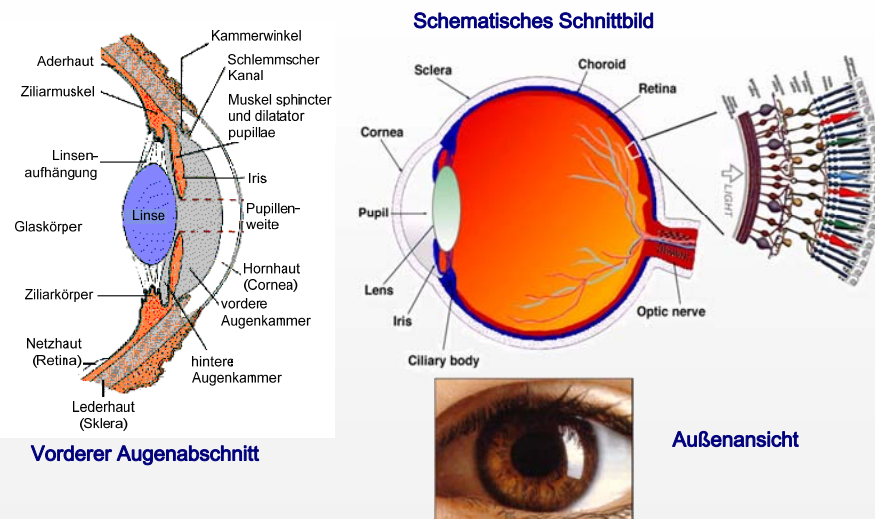 Schematisches Schnittbild
Kammerwinkel
Aderhaut
Schlemmscher
Kanal
Ziliarmuskel
Muskel sphincter
und dilatator
pupillae
Linsen-
aufhängung
Iris
Linse
Pupillen-
weite
Glaskörper
Hornhaut
(Cornea)
Ziliarkörper
vordere
Augenkammer
Netzhaut
(Retina)
hintere
Augenkammer
Lederhaut
(Sklera)
Vorderer Augenabschnitt
Choroid
Sclera
Retina
Cornea
Pupil
Lens
Iris
Optic nerve
Ciliary body
LIGHT
Außenansicht